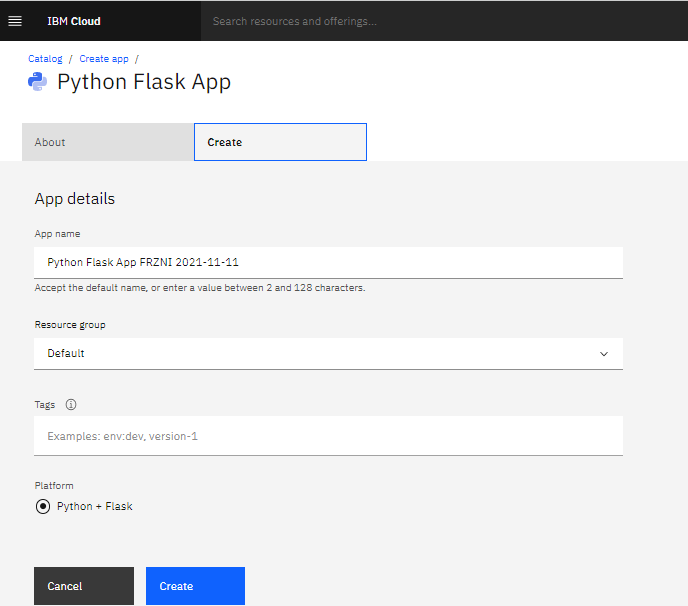 IBM Cloud
Search resources and offerings...
Catalog / Create app /
Python Flask App
About
Create
App details
App name
Python Flask App FRZNI 2021-11-11
Accept the default name, or enter a value between 2 and 128 characters.
Resource group
Default
Tags
Examples: env:dev, version-1
Platform
Python + Flask
Cancel
Create